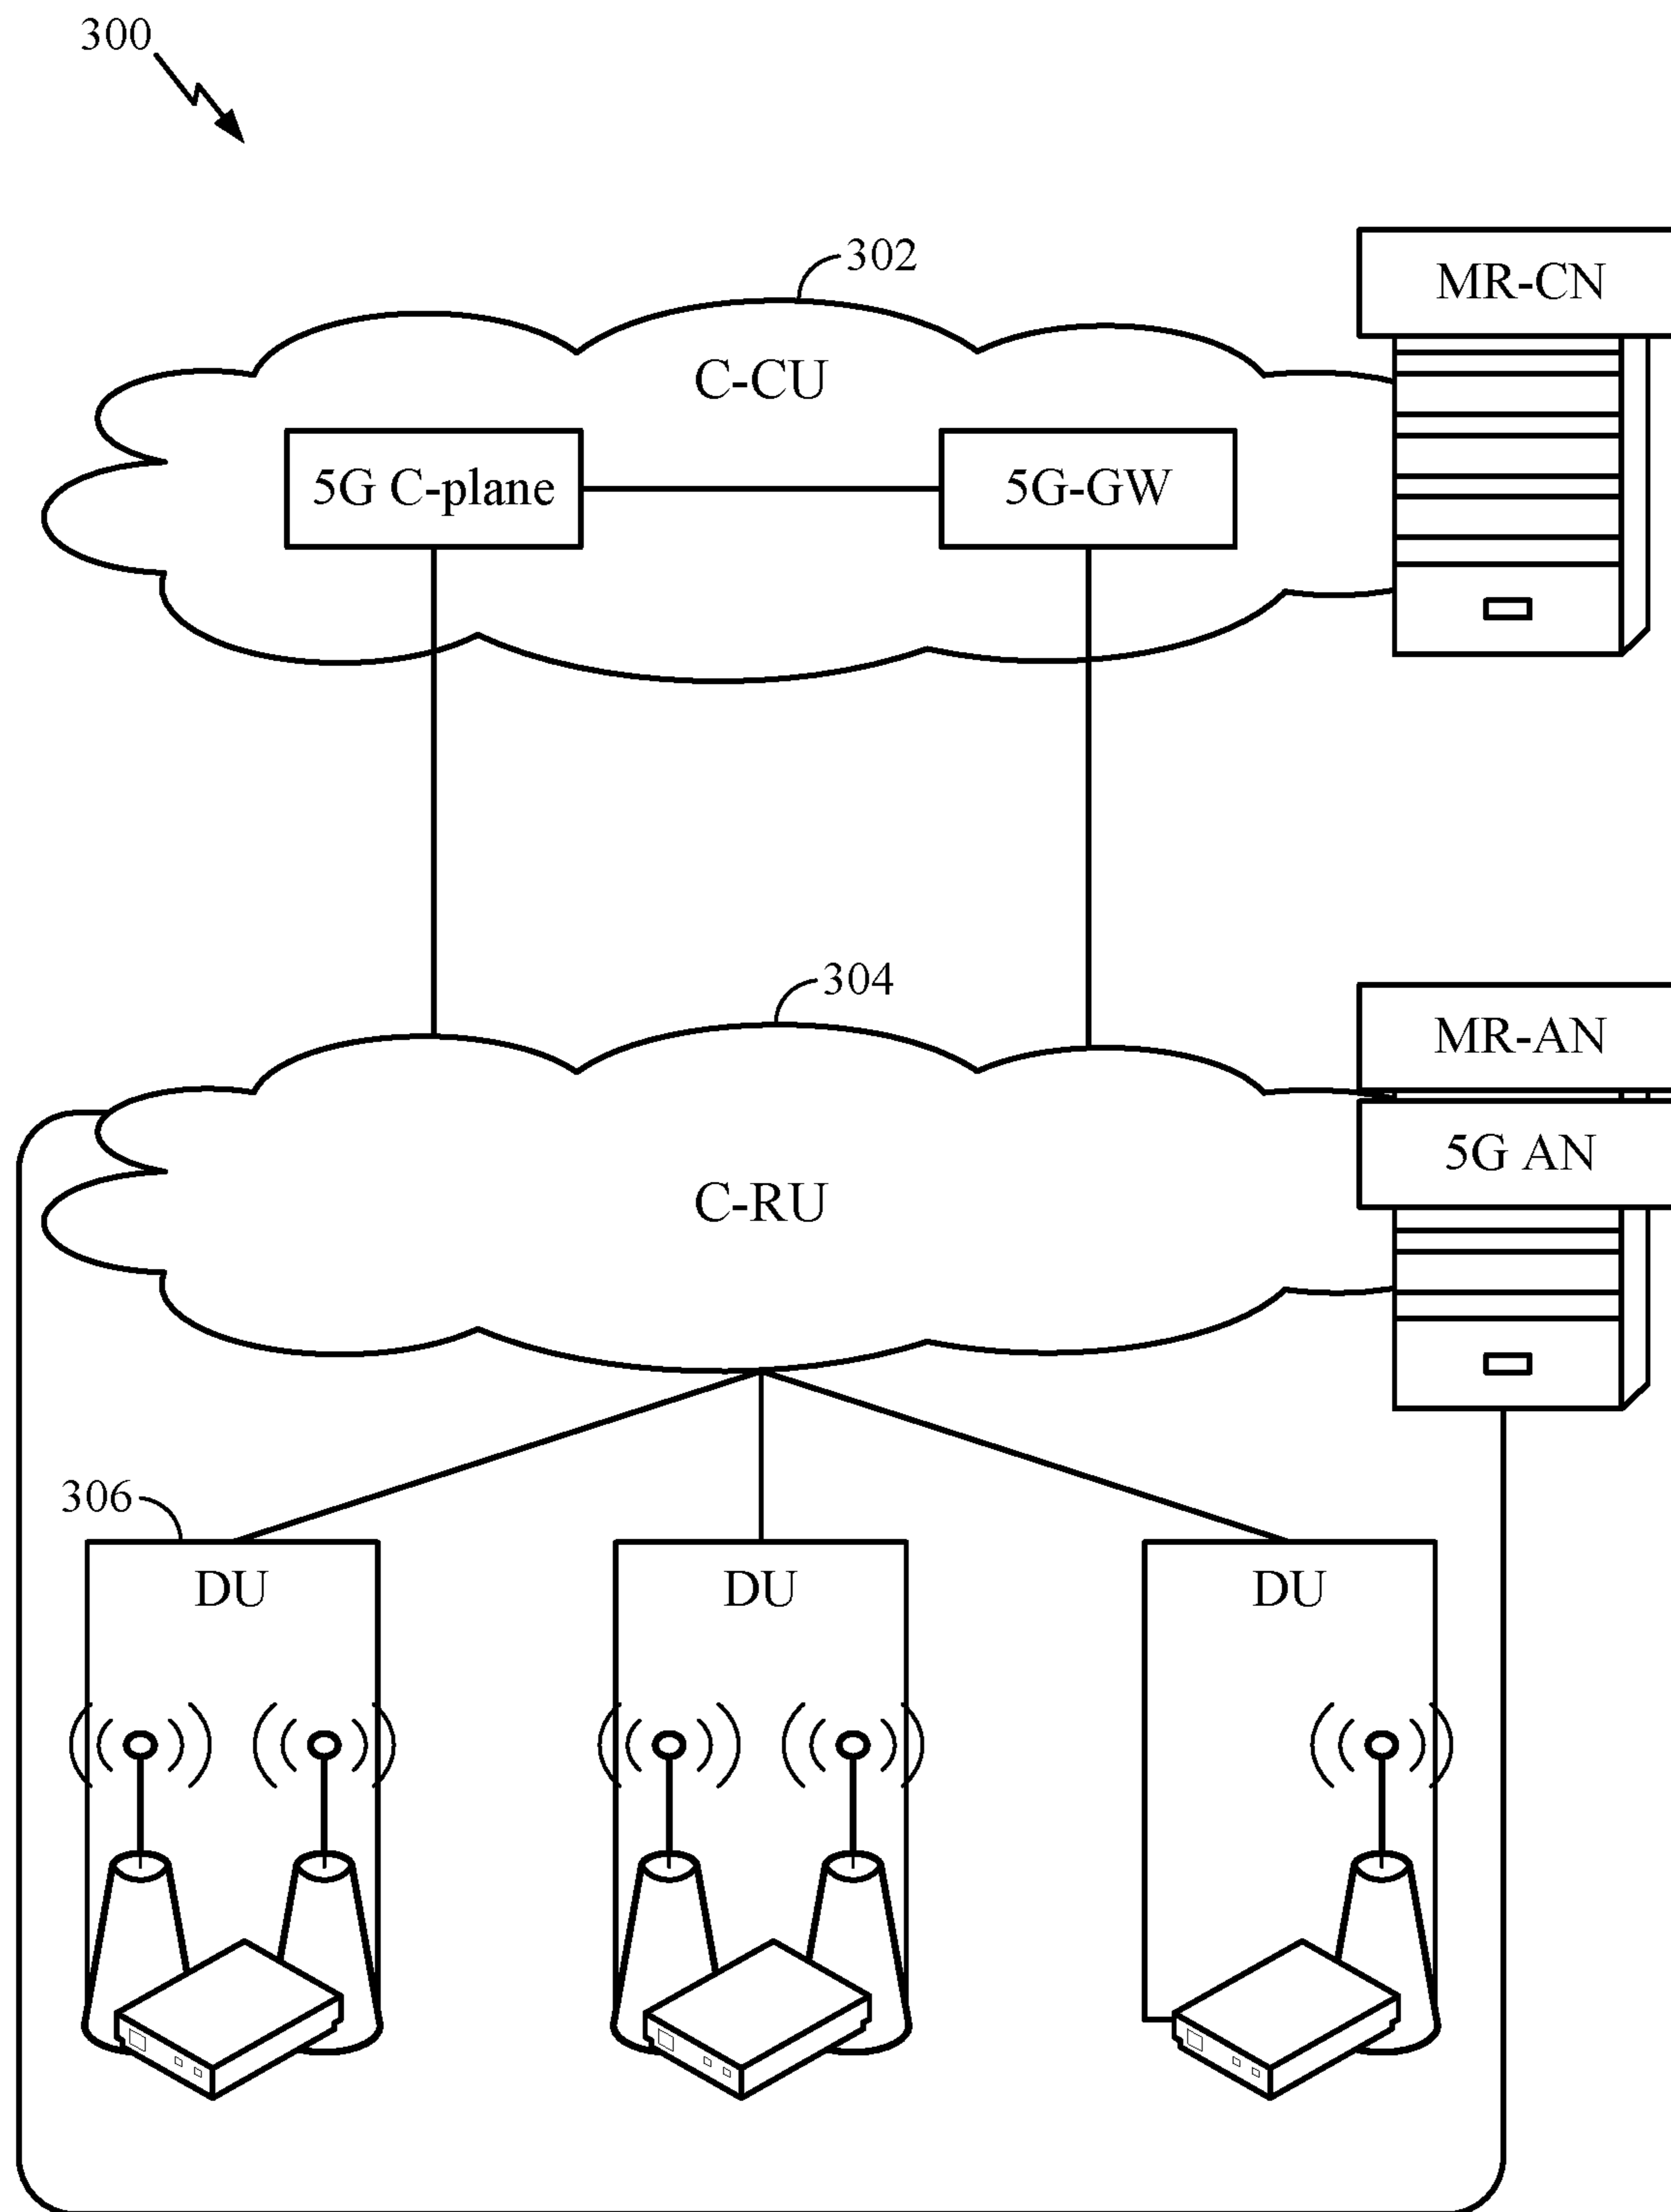 300
302
MR-CN
C-CU
5G C-plane
5G-GW
304
MR-AN
5G AN
C-RU
306
DU
DU
DU